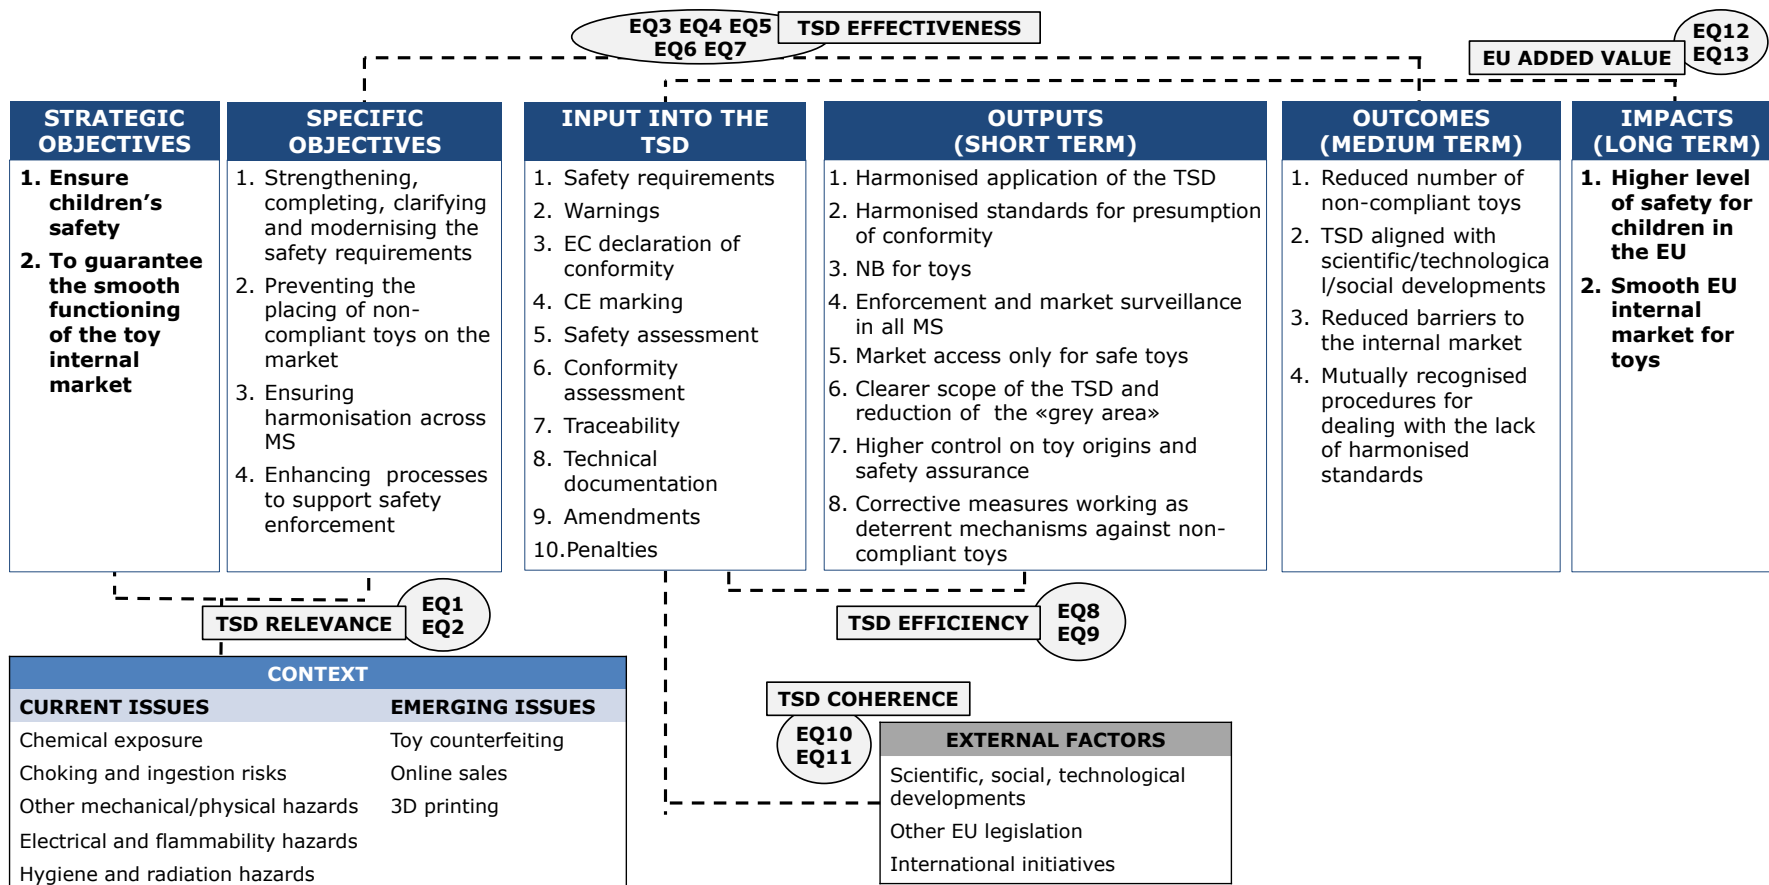 EQ3 EQ4 EQ5
EQ6 EQ7
TSD EFFECTIVENESS
EU ADDED VALUE
EQ12
EQ13
STRATEGIC
OBJECTIVES
1. Ensure
children's
safety
2. To guarantee
the smooth
functioning
of the toy
internal
market
SPECIFIC
OBJECTIVES
1. Strengthening,
completing, clarifying
and modernising the
safety requirements
2. Preventing the
placing of non-
compliant toys on the
market
3. Ensuring
harmonisation across
MS
4. Enhancing processes
to support safety
enforcement
INPUT INTO THE
TSD
1. Safety requirements
2. Warnings
3. EC declaration of
conformity
4. CE marking
5. Safety assessment
6. Conformity
assessment
7. Traceability
8. Technical
documentation
9. Amendments
10.Penalties
OUTPUTS
(SHORT TERM)
1. Harmonised application of the TSD
2. Harmonised standards for presumption
of conformity
3. NB for toys
4. Enforcement and market surveillance
in all MS
5. Market access only for safe toys
6. Clearer scope of the TSD and
reduction of the «grey area»
7. Higher control on toy origins and
safety assurance
8. Corrective measures working as
deterrent mechanisms against non-
compliant toys
OUTCOMES
(MEDIUM TERM)
1. Reduced number of
non-compliant toys
2. TSD aligned with
scientific/technologica
l/social developments
3. Reduced barriers to
the internal market
4. Mutually recognised
procedures for
dealing with the lack
of harmonised
standards
IMPACTS
(LONG TERM)
1. Higher level
of safety for
children in
the EU
2. Smooth EU
internal
market for
toys
TSD RELEVANCE
EQ1
EQ2
TSD EFFICIENCY
EQ8
EQ9
CONTEXT
CURRENT ISSUES
Chemical exposure
Choking and ingestion risks
Other mechanical/physical hazards
Electrical and flammability hazards
Hygiene and radiation hazards
EMERGING ISSUES
Toy counterfeiting
Online sales
3D printing
TSD COHERENCE
EQ10
EQ11
EXTERNAL FACTORS
Scientific, social, technological
developments
Other EU legislation
International initiatives